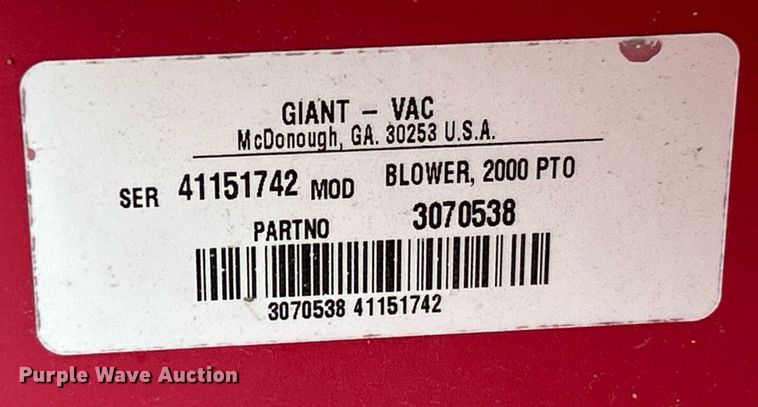 GIANT – VAC
McDonough, GA. 30253 U.S.A.
SER 41151742 MOD BLOWER, 2000 PTO
PARTNO 3070538
3070538 41151742
Purple Wave Auction